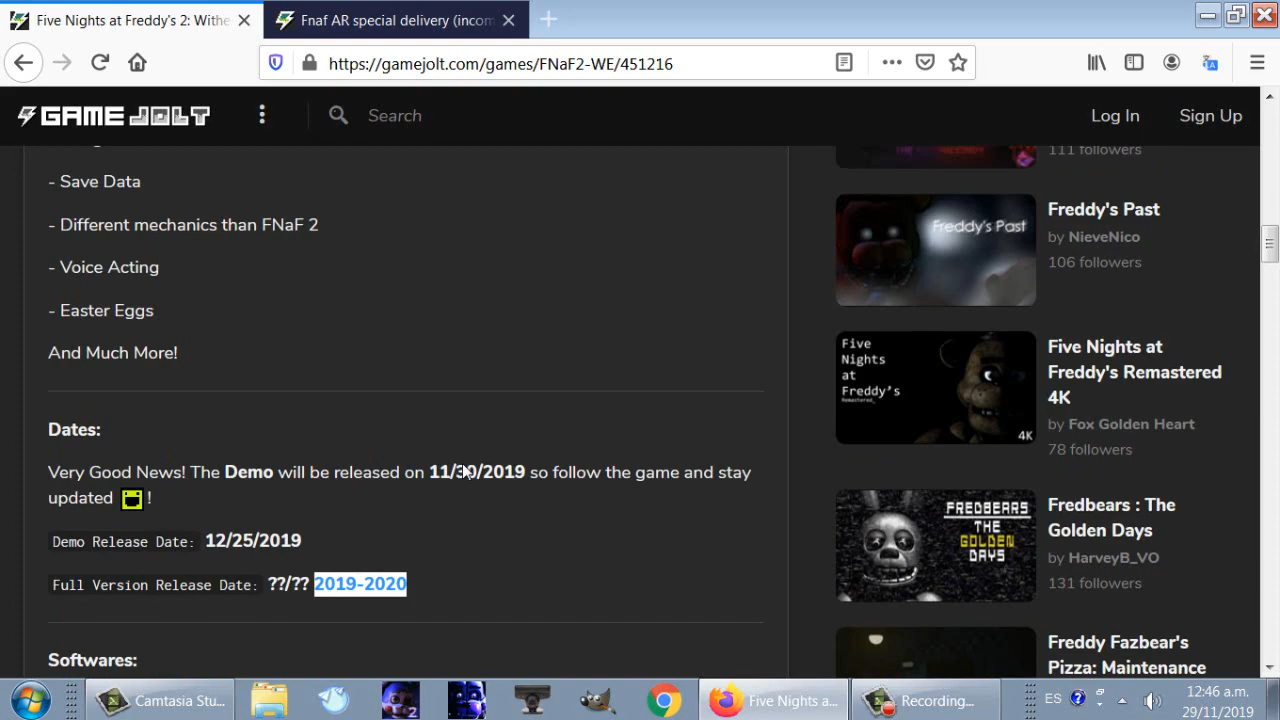 Five Nights at Freddy's 2: Withe
Fnaf AR special delivery (incom
https://gamejolt.com/games/FNaF2-WE/451216
GAME JOLT
Search
Log In
Sign Up
- Save Data
- Different mechanics than FNaF 2
- Voice Acting
- Easter Eggs
And Much More!
Dates:
Very Good News! The Demo will be released on 11/30/2019 so follow the game and stay
updated !
Demo Release Date: 12/25/2019
Full Version Release Date: ??/?? 2019-2020
Softwares:
111 followers
Freddy's Past
Freddy's Past
by NieveNico
106 followers
Five
Nights
at
Freddy's
Remastered
4K
Five Nights at
Freddy's Remastered
4K
by Fox Golden Heart
78 followers
FREDBEARS
THE
GOLDEN
DAYS
Fredbears : The
Golden Days
by HarveyB_VO
131 followers
Freddy Fazbear's
Pizza: Maintenance
Camtasia Stu...
2
Five Nights a...
Recording...
ES
12:46 a.m.
29/11/2019